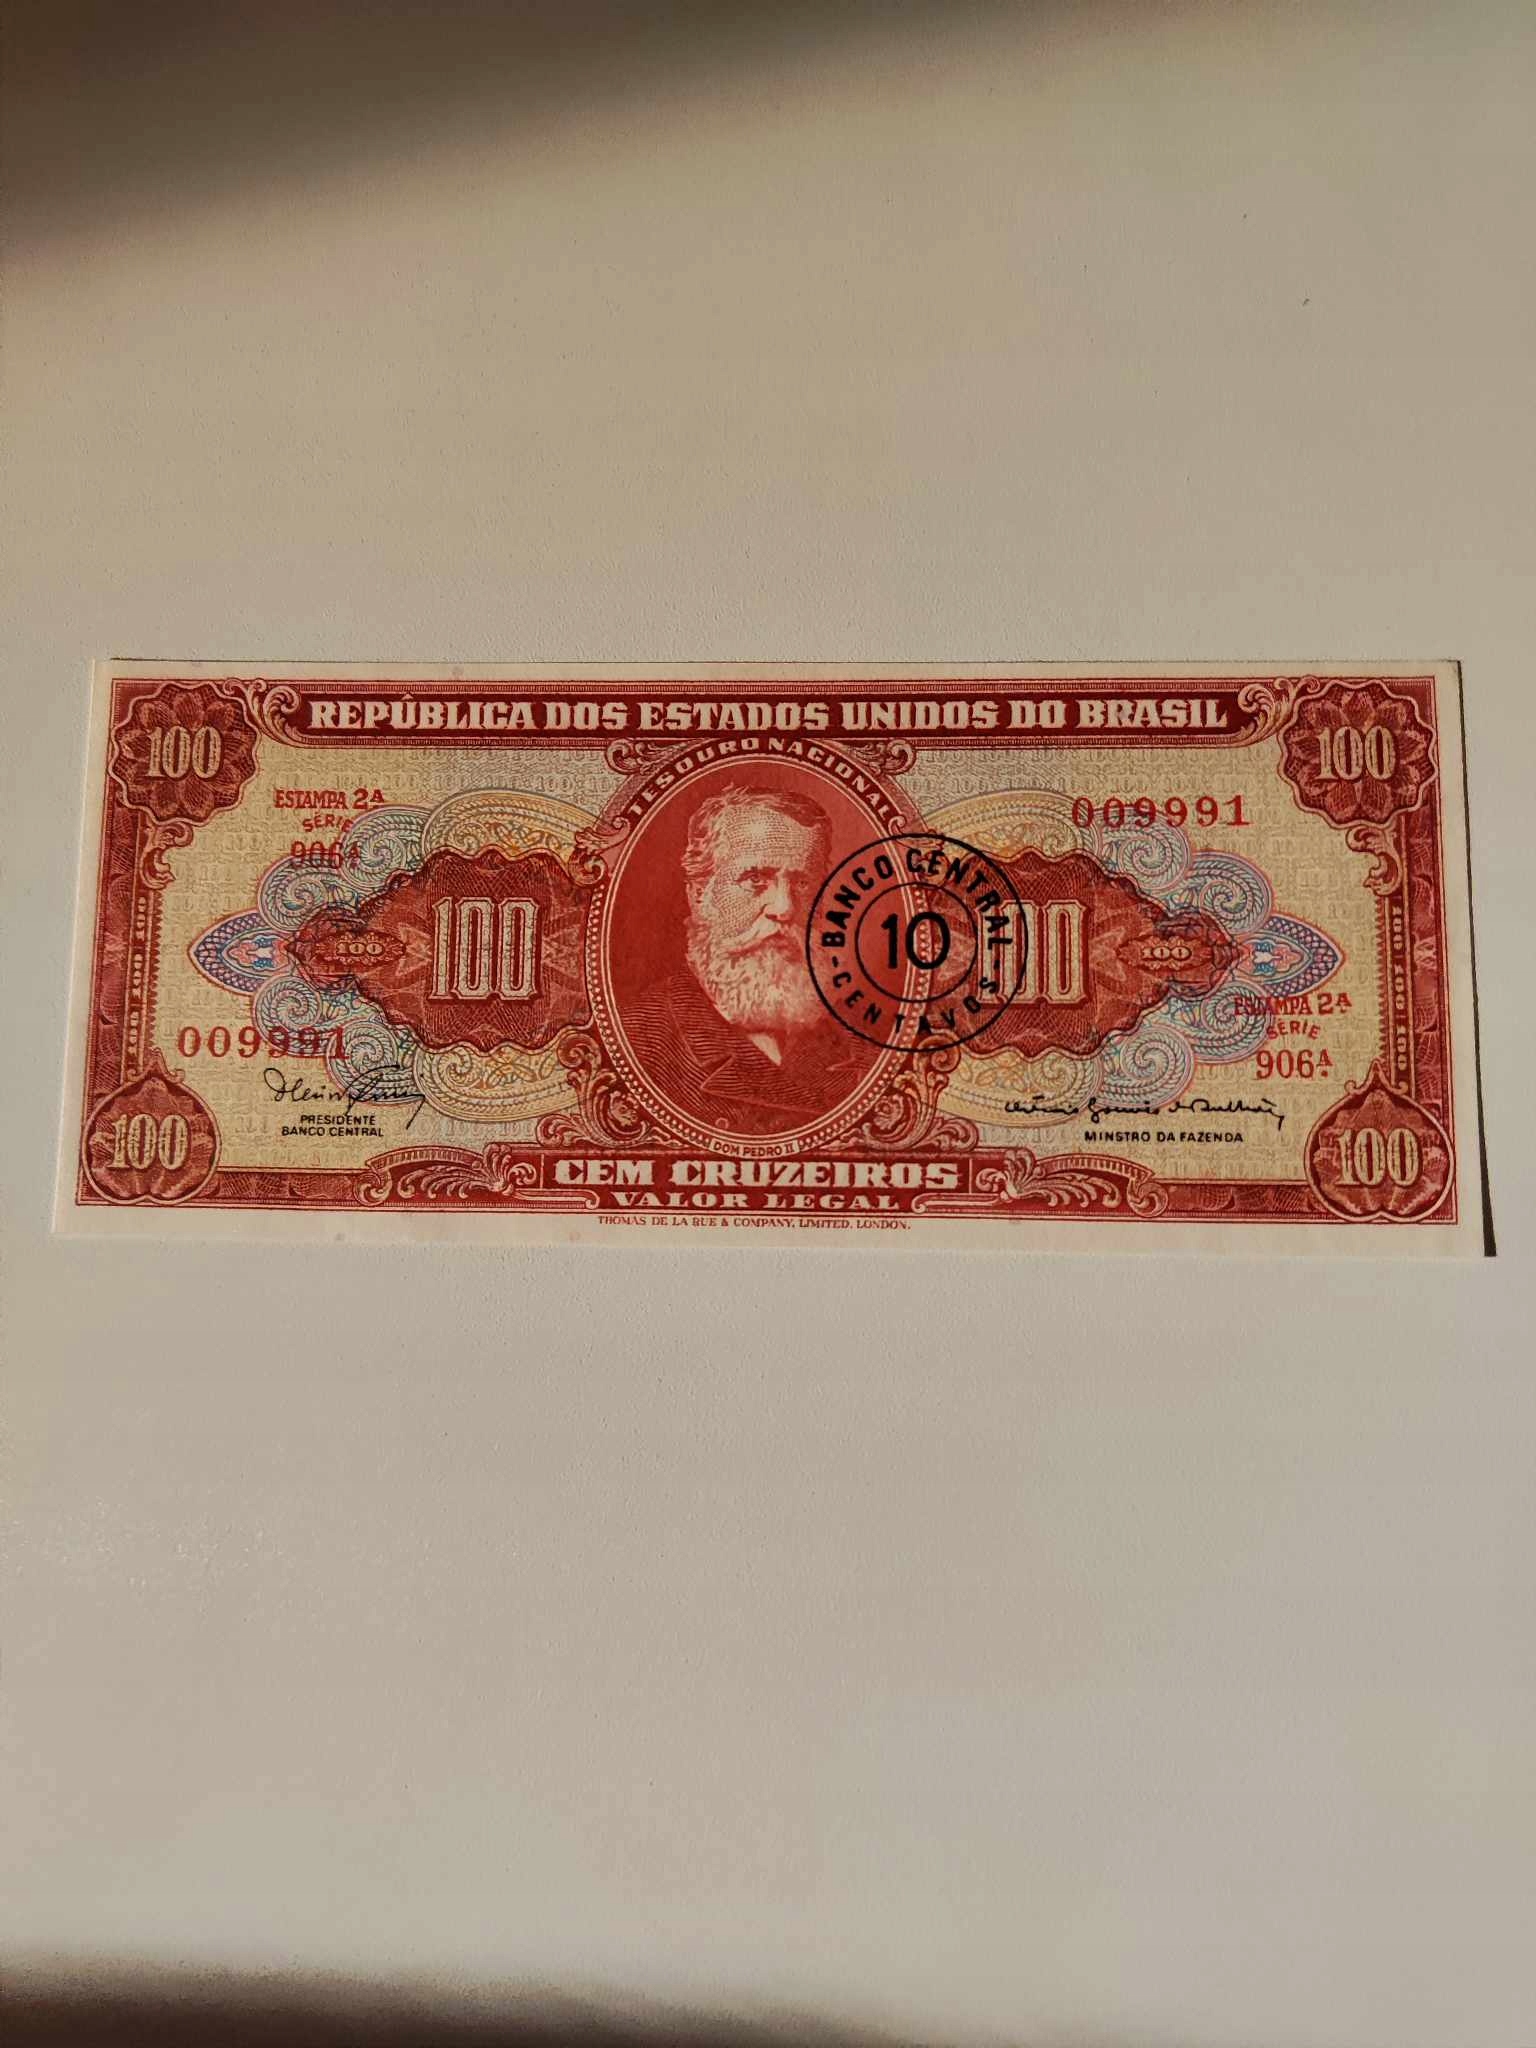 REPÚBLICA DOS ESTADOS UNIDOS DO BRASIL
100
100
TESOURO NACIONAL
ESTAMPA 2A
SÉRIE
906A
009991
100
100
BANCO CENTRAL
10
CENTAVOS
100
100
009991
ESTAMPA 2A
SÉRIE
906A
PRESIDENTE
BANCO CENTRAL
MINSTRO DA FAZENDA
DOM PEDRO II
100
100
CEM CRUZEIROS
VALOR LEGAL
THOMAS DE LA RUE & COMPANY, LIMITED, LONDON.